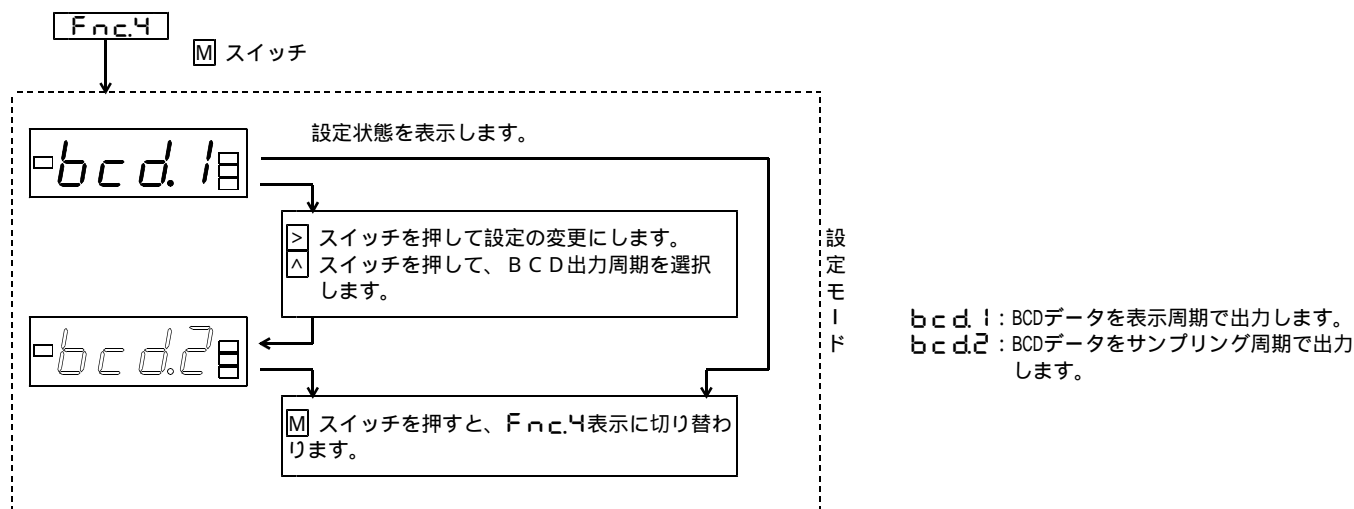 Fnc.4
M スイッチ
設定状態を表示します。
bcd.1
> スイッチを押して設定の変更にします。
^ スイッチを押して、ＢＣＤ出力周期を選択
します。
bcd.2
M スイッチを押すと、Fnc.4表示に切り替わ
ります。
設定モード
bcd.1：BCDデータを表示周期で出力します。
bcd.2：BCDデータをサンプリング周期で出力
します。